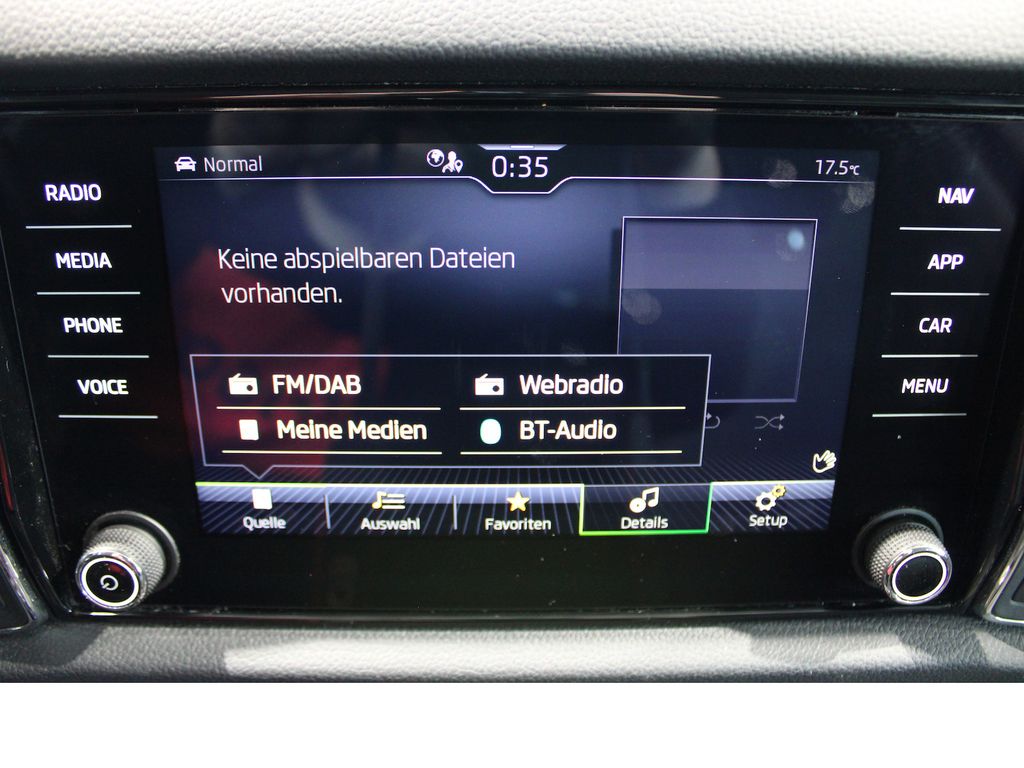 Normal
0:35
17.5°C
RADIO
MEDIA
PHONE
VOICE
NAV
APP
CAR
MENU
Keine abspielbaren Dateien
vorhanden.
FM/DAB
Webradio
Meine Medien
BT-Audio
Quelle
Auswahl
Favoriten
Details
Setup